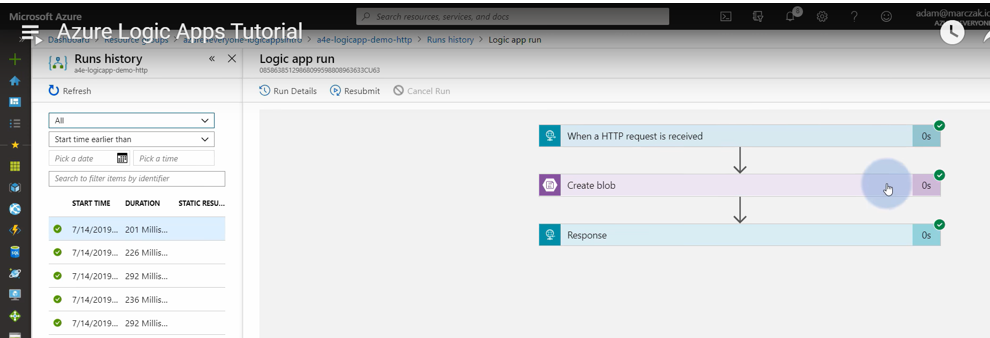 Microsoft Azure
Search resources, services, and docs
adam@marczak.io
Azure Logic Apps Tutorial
Dashboard > Resource groups > > a4e-logicapp-demo-http > Runs history > Logic app run
Runs history
a4e-logicapp-demo-http
Refresh
All
Start time earlier than
Pick a date
Pick a time
Search to filter items by identifier
START TIME DURATION STATIC RESU...
7/14/2019... 201 Millis...
7/14/2019... 226 Millis...
7/14/2019... 292 Millis...
7/14/2019... 236 Millis...
7/14/2019... 292 Millis...
Logic app run
Run Details
Resubmit
Cancel Run
When a HTTP request is received
0s
Create blob
0s
Response
0s